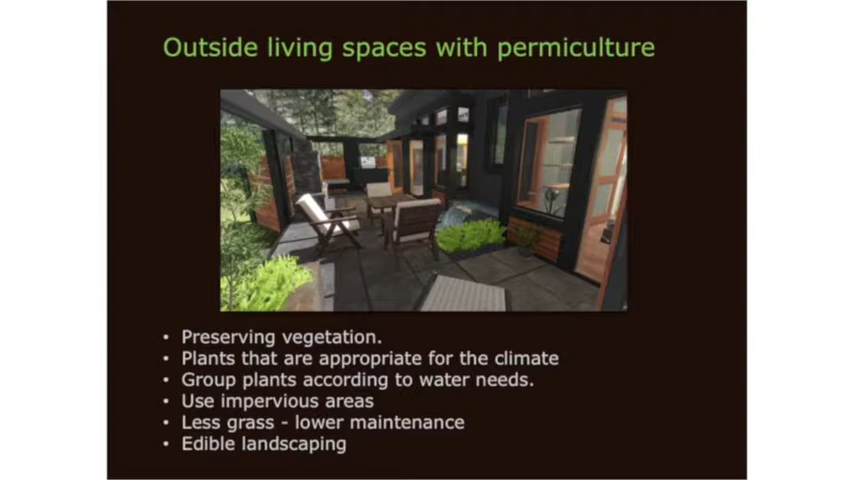 Outside living spaces with permiculture
• Preserving vegetation.
• Plants that are appropriate for the climate
• Group plants according to water needs.
• Use impervious areas
• Less grass - lower maintenance
• Edible landscaping